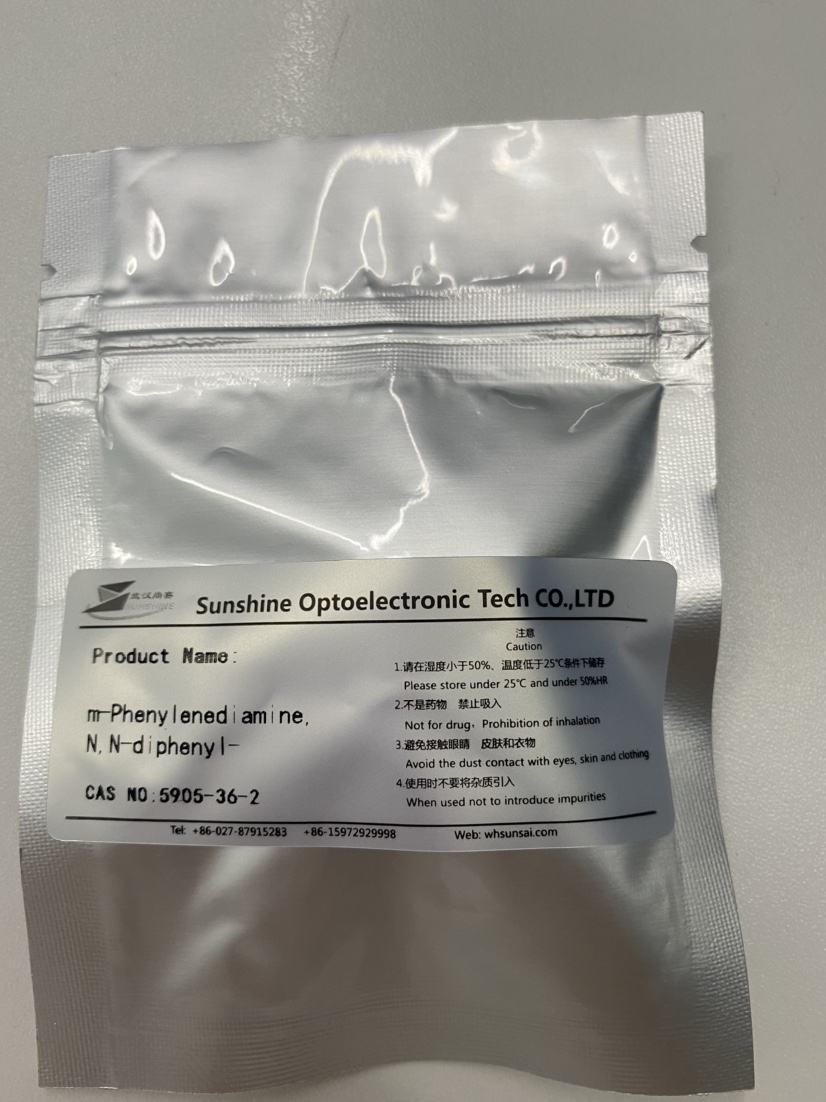 武汉尚赛
SUNSHINE
Sunshine Optoelectronic Tech CO.,LTD
Product Name:
m-Phenylenediamine,
N,N-diphenyl-
CAS NO:5905-36-2
注意
Caution
1.请在湿度小于50%、温度低于25℃条件下储存
Please store under 25℃ and under 50%HR
2.不是药物 禁止吸入
Not for drug, Prohibition of inhalation
3.避免接触眼睛 皮肤和衣物
Avoid the dust contact with eyes, skin and clothing
4.使用时不要将杂质引入
When used not to introduce impurities
Tel: +86-027-87915283 +86-15972929998 Web: whsunsai.com